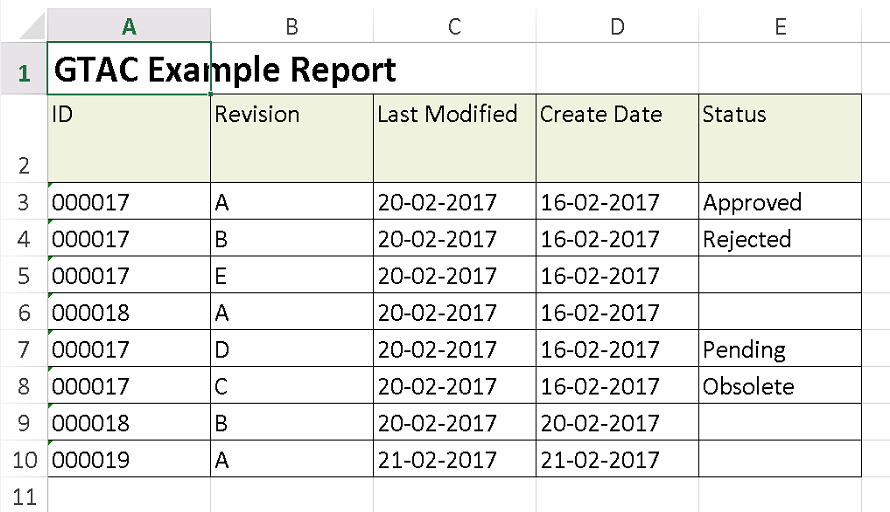 A B C D E
1 GTAC Example Report
2 ID Revision Last Modified Create Date Status
3 000017 A 20-02-2017 16-02-2017 Approved
4 000017 B 20-02-2017 16-02-2017 Rejected
5 000017 E 20-02-2017 16-02-2017
6 000018 A 20-02-2017 16-02-2017
7 000017 D 20-02-2017 16-02-2017 Pending
8 000017 C 20-02-2017 16-02-2017 Obsolete
9 000018 B 20-02-2017 20-02-2017
10 000019 A 21-02-2017 21-02-2017
11